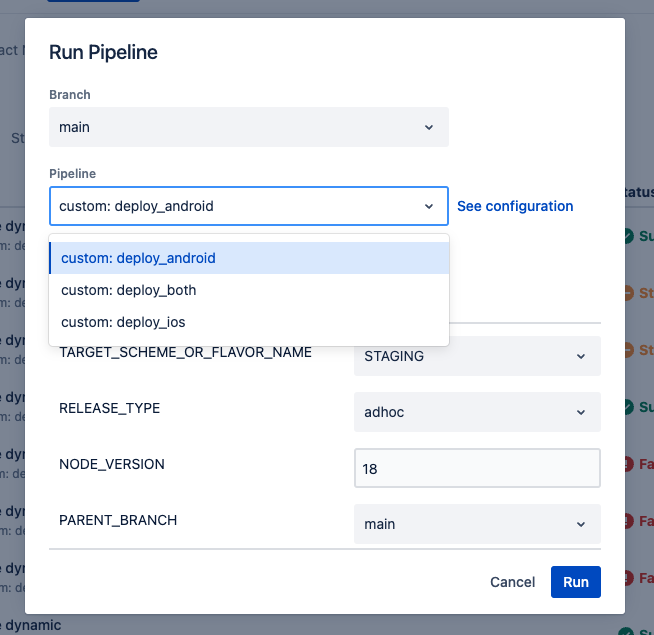 Run Pipeline
Branch
main
Pipeline
custom: deploy_android
See configuration
custom: deploy_android
custom: deploy_both
custom: deploy_ios
TARGET_SCHEME_OR_FLAVOR_NAME
STAGING
RELEASE_TYPE
adhoc
NODE_VERSION
18
PARENT_BRANCH
main
Cancel
Run
dynamic